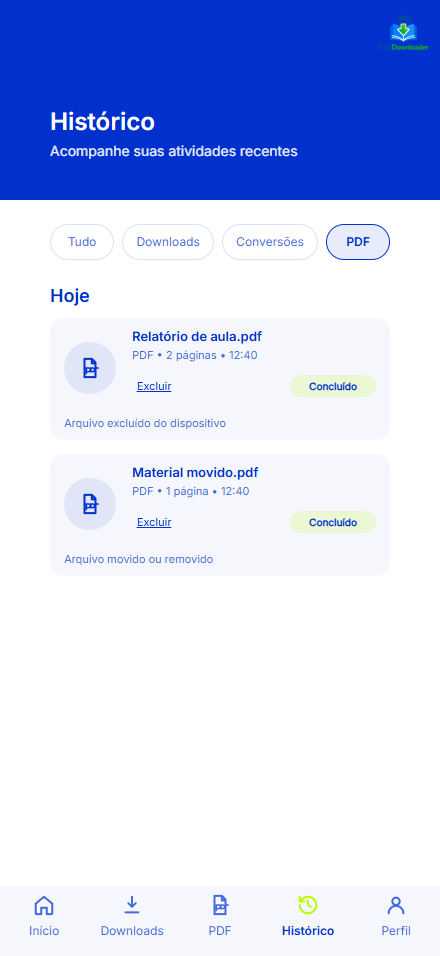 Downloader
Histórico
Acompanhe suas atividades recentes
Tudo
Downloads
Conversões
PDF
Hoje
Relatório de aula.pdf
PDF • 2 páginas • 12:40
Excluir
Concluído
Arquivo excluído do dispositivo
Material movido.pdf
PDF • 1 página • 12:40
Excluir
Concluído
Arquivo movido ou removido
Início
Downloads
PDF
Histórico
Perfil